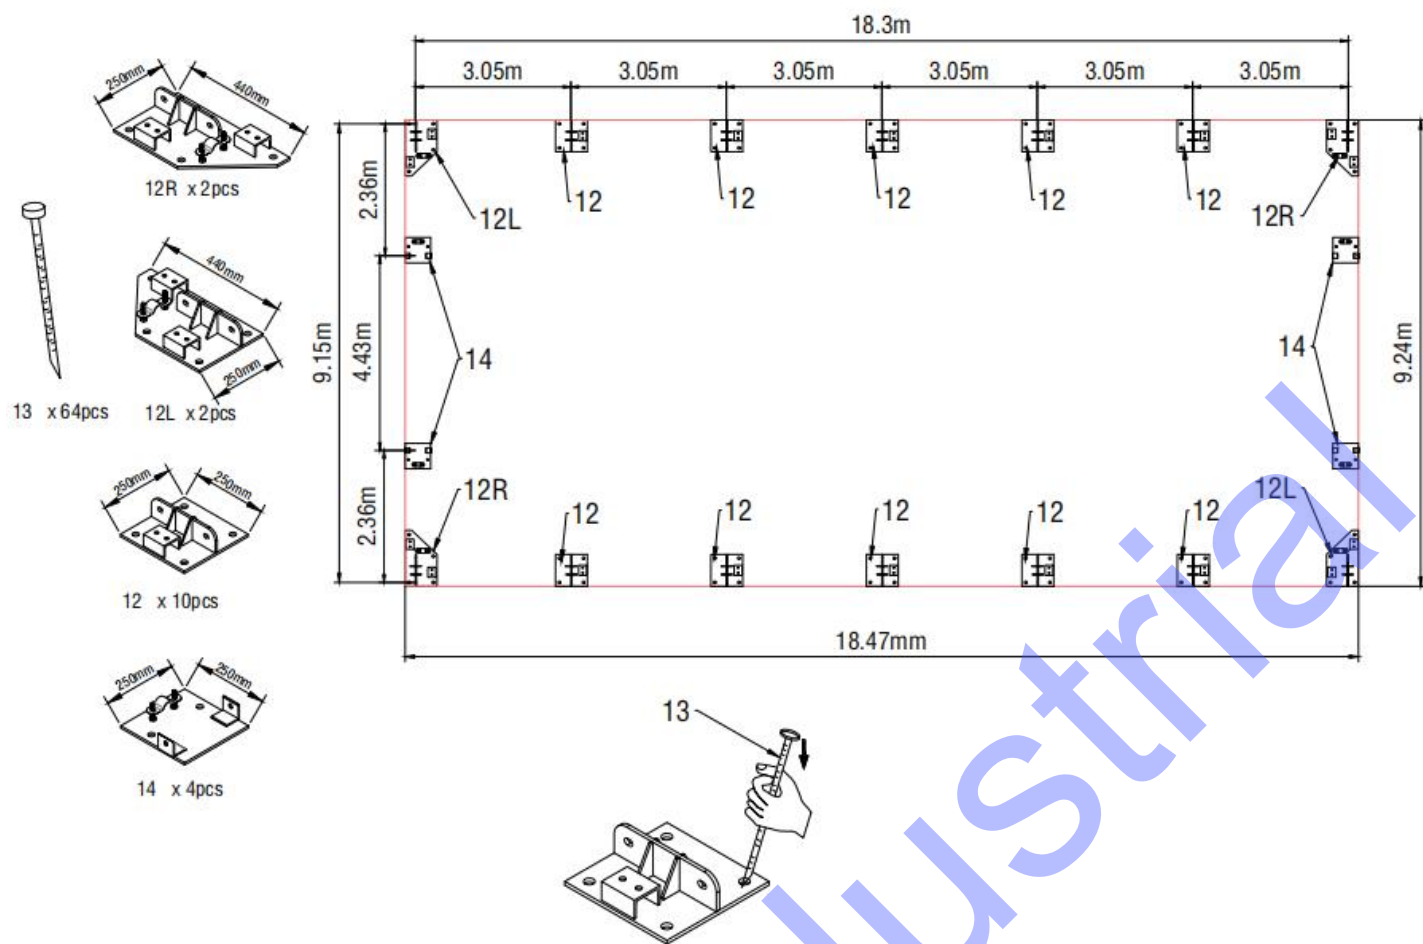 18.3m
3.05m 3.05m 3.05m 3.05m 3.05m 3.05m
250mm
440mm
12R x 2pcs
440mm
250mm
12L x 2pcs
13 x 64pcs
250mm
250mm
12 x 10pcs
250mm
250mm
14 x 4pcs
2.36m
9.15m
4.43m
2.36m
9.24m
12L
12
12
12
12
12
12R
14
14
12R
12
12
12
12
12
12L
18.47mm
13
lustrial